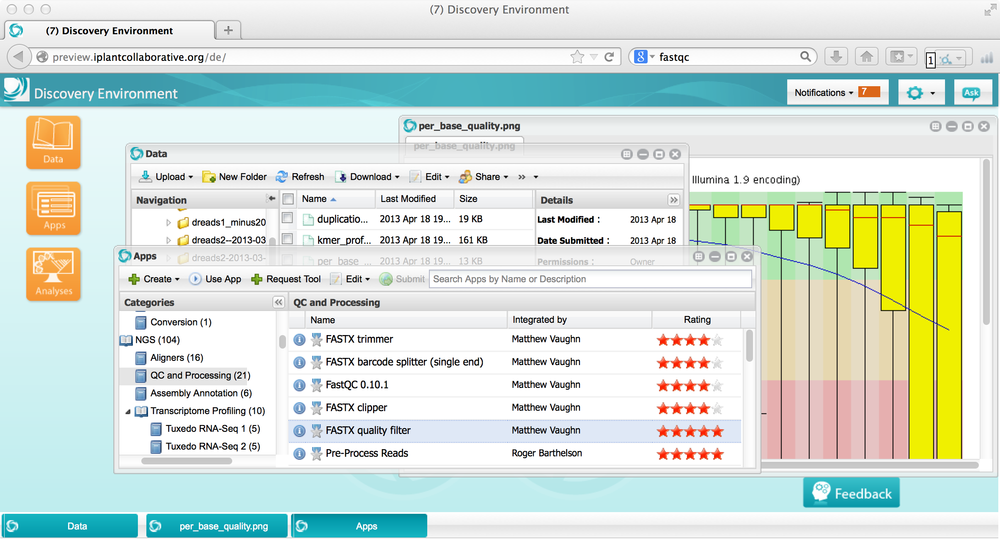 (7) Discovery Environment
(7) Discovery Environment
preview.iplantcollaborative.org/de/
fastqc
1
Discovery Environment
Notifications 7
Ask
Data
Apps
Analyses
per_base_quality.png
per_base_quality.png
Illumina 1.9 encoding)
Data
Upload New Folder Refresh Download Edit Share
Navigation
Name Last Modified Size
Details
dreads1_minus20
dreads2--2013-03
dreads2-2013-03-
duplicatio... 2013 Apr 18 19... 19 KB
kmer_prof... 2013 Apr 18 19... 161 KB
per_base_... 2013 Apr 18 19... 13 KB
Last Modified : 2013 Apr 18
Date Submitted : 2013 Apr 18
Permissions : Owner
Apps
Create Use App Request Tool Edit Submit Search Apps by Name or Description
Categories
Conversion (1)
NGS (104)
Aligners (16)
QC and Processing (21)
Assembly Annotation (6)
Transcriptome Profiling (10)
Tuxedo RNA-Seq 1 (5)
Tuxedo RNA-Seq 2 (5)
QC and Processing
Name Integrated by Rating
FASTX trimmer Matthew Vaughn
FASTX barcode splitter (single end) Matthew Vaughn
FastQC 0.10.1 Matthew Vaughn
FASTX clipper Matthew Vaughn
FASTX quality filter Matthew Vaughn
Pre-Process Reads Roger Barthelson
Feedback
Data
per_base_quality.png
Apps